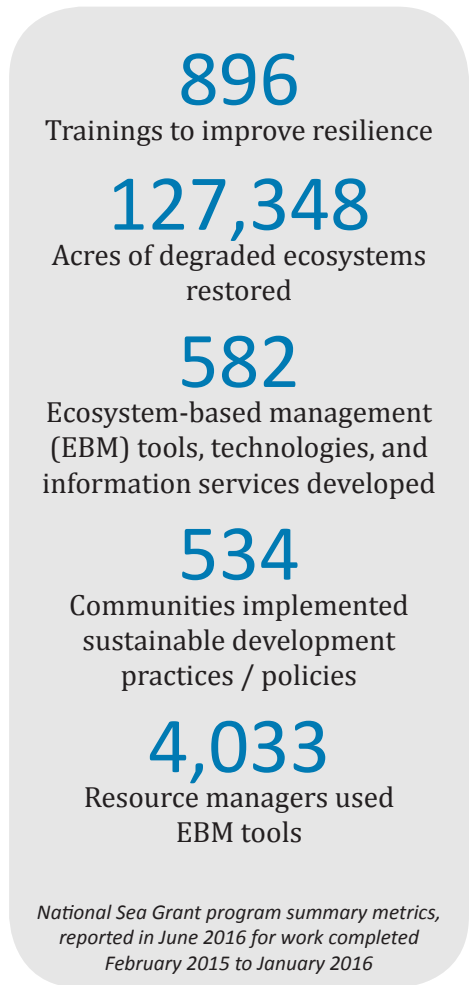 896
Trainings to improve resilience
127,348
Acres of degraded ecosystems
restored
582
Ecosystem-based management
(EBM) tools, technologies, and
information services developed
534
Communities implemented
sustainable development
practices / policies
4,033
Resource managers used
EBM tools
National Sea Grant program summary metrics,
reported in June 2016 for work completed
February 2015 to January 2016